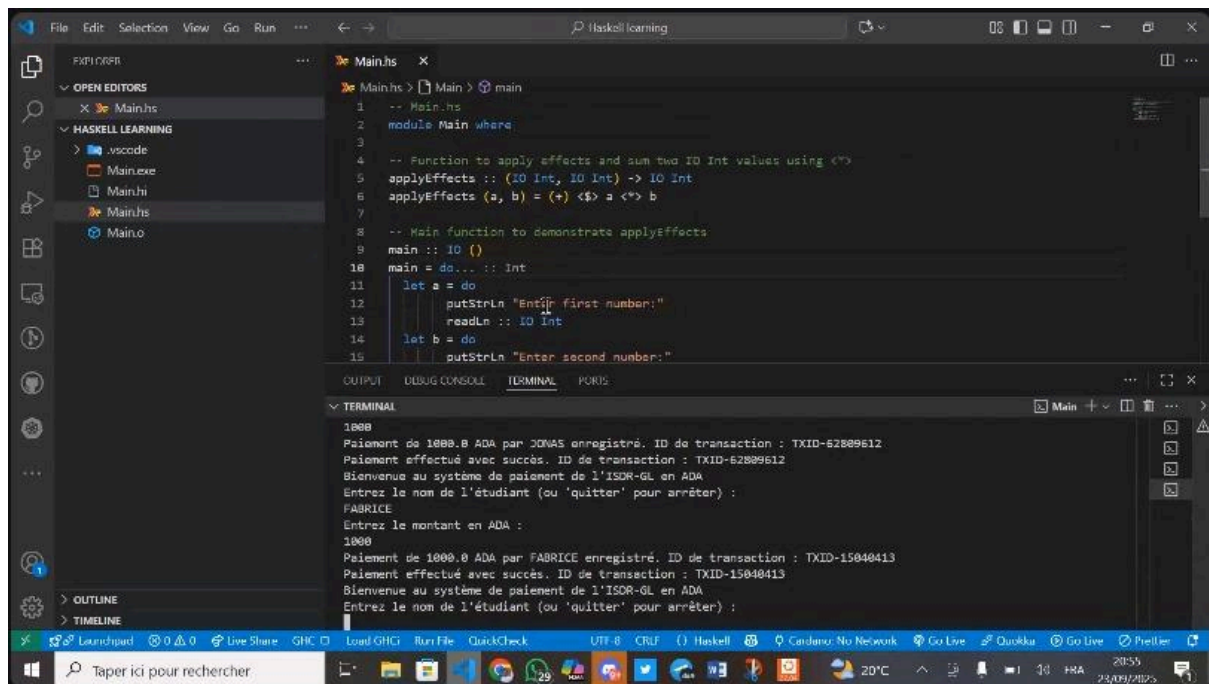 File Edit Selection View Go Run ...
Haskell learning
EXPLORER
OPEN EDITORS
Main.hs
HASKELL LEARNING
.vscode
Main.exe
Main.hi
Main.hs
Main.o
OUTLINE
TIMELINE
Main.hs
Main.hs > Main > main
1 -- Main.hs
2 module Main where
3
4 -- Function to apply effects and sum two IO Int values using <*>
5 applyEffects :: (IO Int, IO Int) -> IO Int
6 applyEffects (a, b) = (+) <$> a <*> b
7
8 -- Main function to demonstrate applyEffects
9 main :: IO ()
10 main = do... :: Int
11 let a = do
12 putStrLn "Enter first number:"
13 readLn :: IO Int
14 let b = do
15 putStrLn "Enter second number:"
OUTPUT DEBUG CONSOLE TERMINAL PORTS
TERMINAL
Main
1000
Paiement de 1000.0 ADA par JONAS enregistré. ID de transaction : TXID-62809612
Paiement effectué avec succès. ID de transaction : TXID-62809612
Bienvenue au système de paiement de l'ISDR-GL en ADA
Entrez le nom de l'étudiant (ou 'quitter' pour arrêter) :
FABRICE
Entrez le montant en ADA :
1000
Paiement de 1000.0 ADA par FABRICE enregistré. ID de transaction : TXID-15040413
Paiement effectué avec succès. ID de transaction : TXID-15040413
Bienvenue au système de paiement de l'ISDR-GL en ADA
Entrez le nom de l'étudiant (ou 'quitter' pour arrêter) :
Launchpad 0 0 0 Live Share GHC Load GHCi Run File QuickCheck UTF-8 CRLF {} Haskell Cardano: No Network Go Live Quokka Go Live Prettier
Taper ici pour rechercher
29
20°C
FRA
20:55
23/09/2025